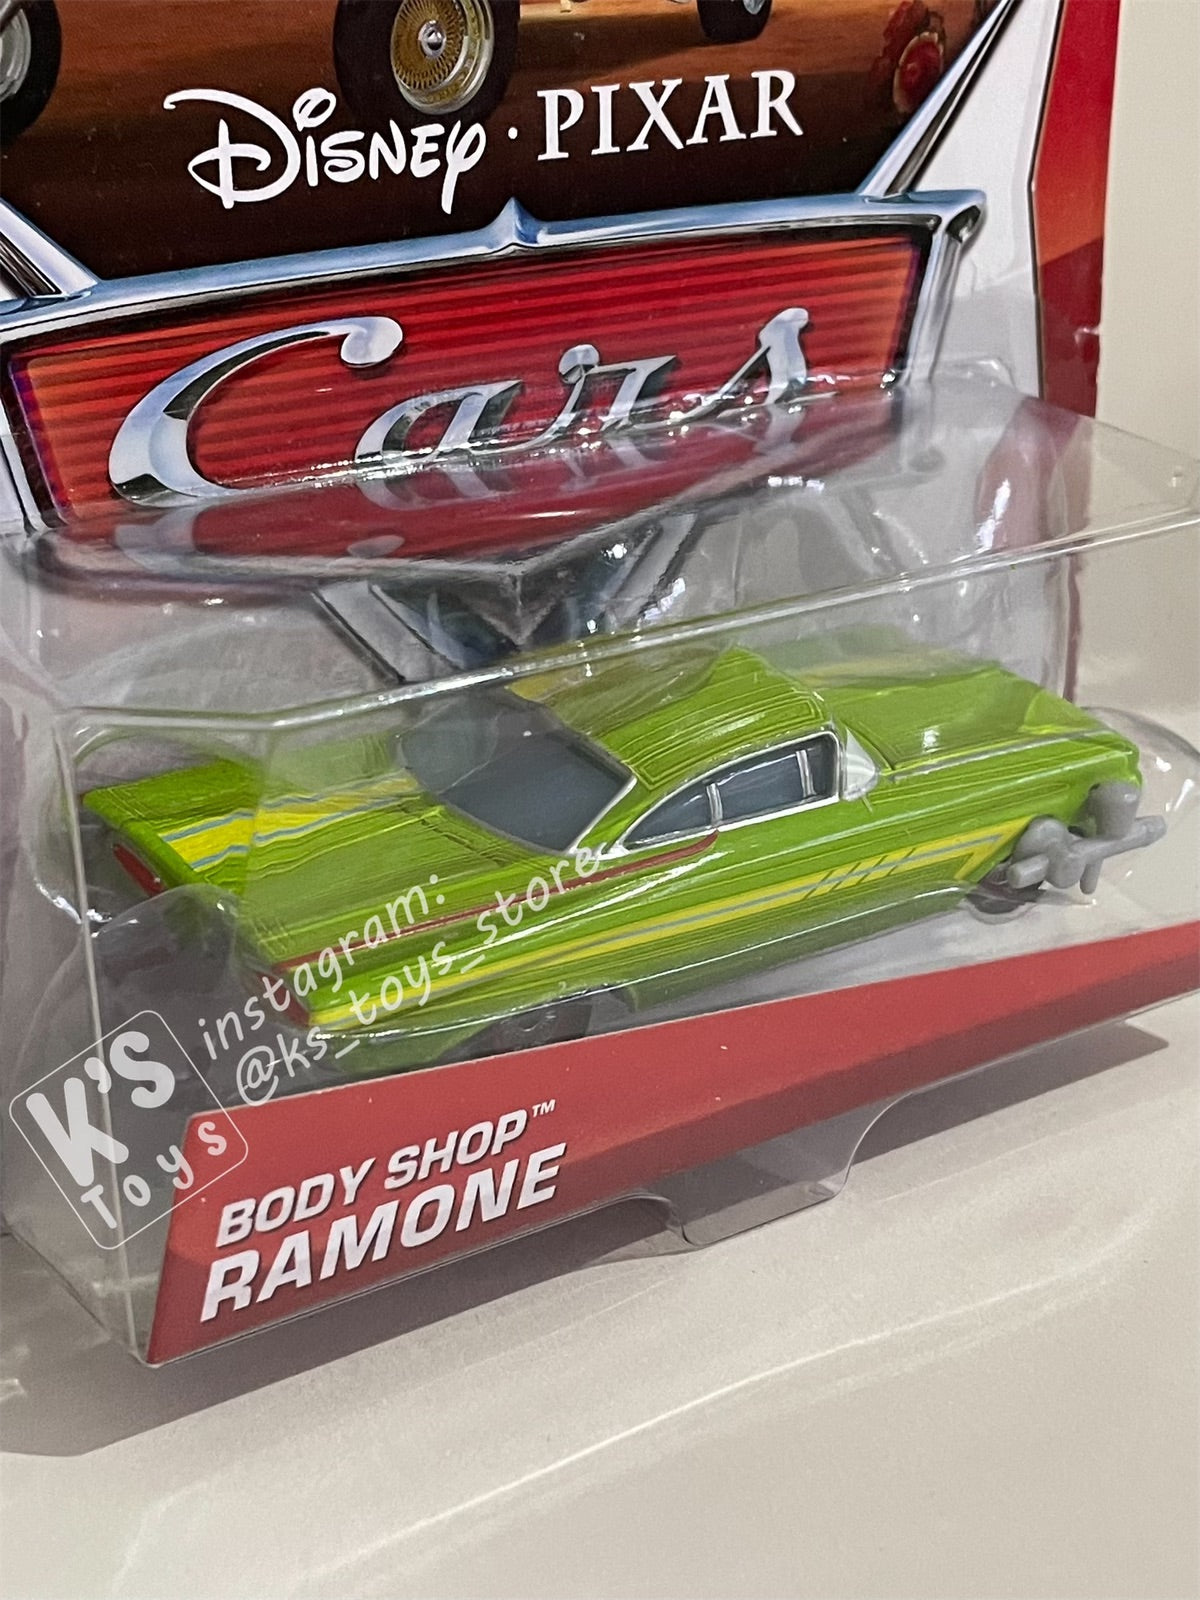 Disney · PIXAR
Cars
instagram:
@ks_toys_store
K'S
Toys
BODY SHOP™
RAMONE